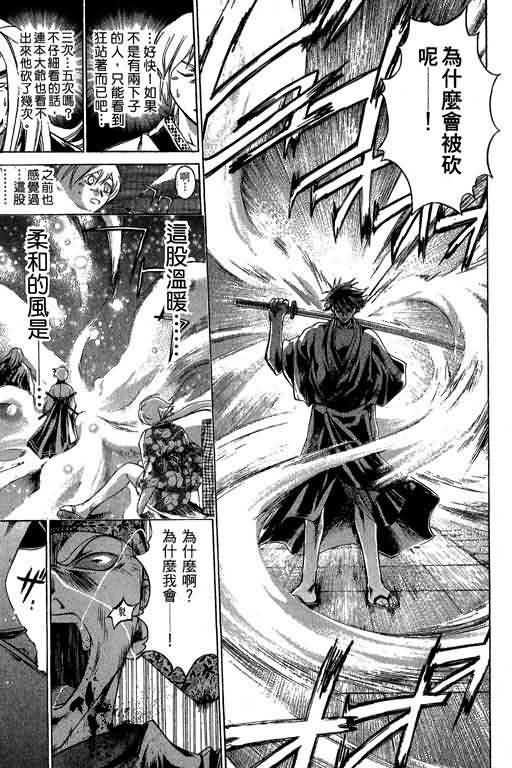 為什麼會被砍
呢——！
…好快！如果
不是有兩下子
的人，只能看到
狂站著而已吧…
三次…五次嗎？
不仔細看的話，
連本大爺也看不
出來他砍了幾次。
啊…
之前也
感覺過
…這股
這股溫暖……
柔和的風是……
為什麼啊？
為什麼我會
——！